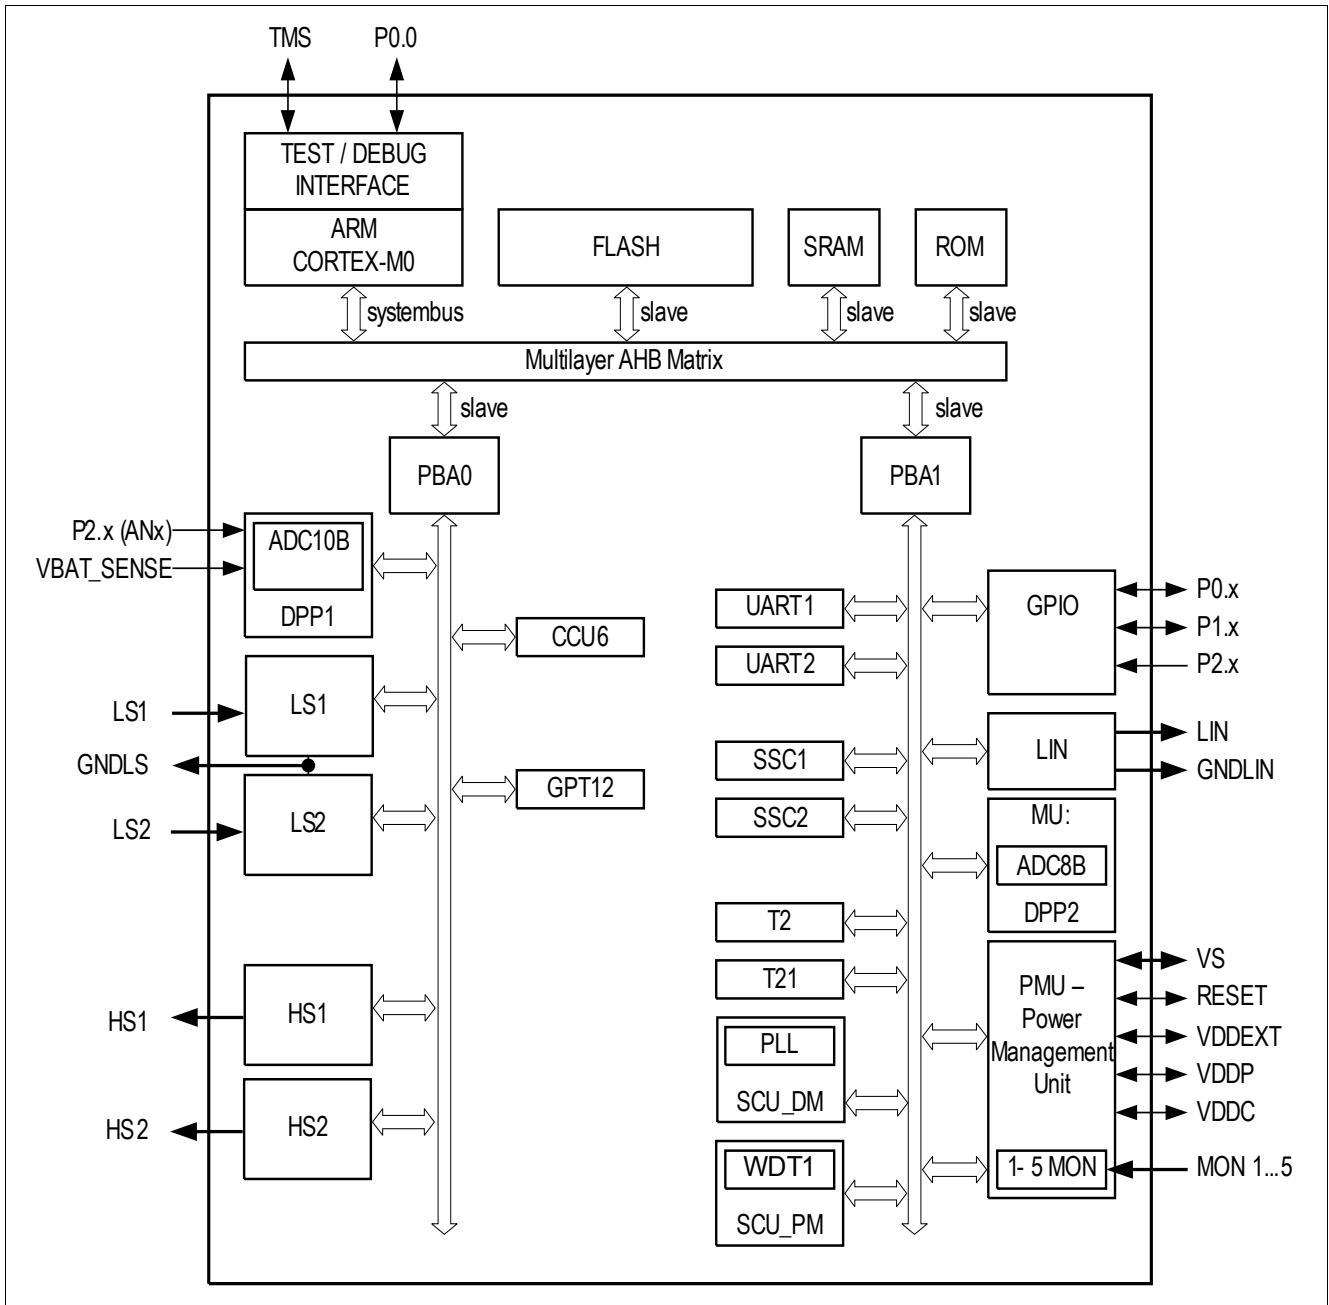 TMS
P0.0
TEST / DEBUG
INTERFACE
ARM
CORTEX-M0
FLASH
SRAM
ROM
systembus
slave
slave
slave
Multilayer AHB Matrix
slave
slave
PBA0
PBA1
P2.x (ANx)
VBAT_SENSE
ADC10B
DPP1
CCU6
LS1
LS1
GNDLS
LS2
LS2
GPT12
HS1
HS1
HS2
HS2
UART1
UART2
SSC1
SSC2
T2
T21
PLL
SCU_DM
WDT1
SCU_PM
GPIO
P0.x
P1.x
P2.x
LIN
LIN
GNDLIN
MU:
ADC8B
DPP2
PMU –
Power
Management
Unit
1- 5 MON
VS
RESET
VDDEXT
VDDP
VDDC
MON 1...5